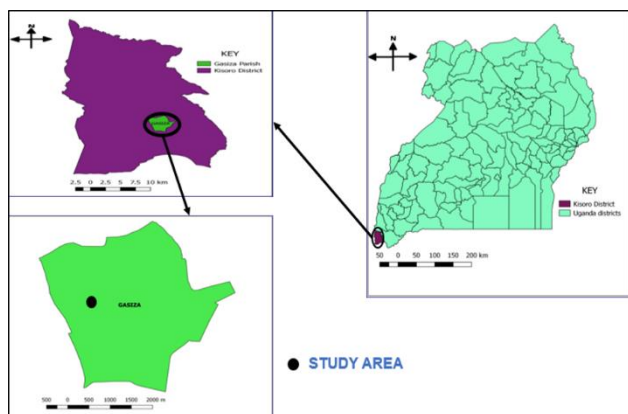 KEY
Gasiza Parish
Kisoro District
GASIZA
2.5 0 2.5 5 7.5 10 km
KEY
Kisoro District
Uganda districts
50 0 50 100 150 200 km
GASIZA
500 0 500 1000 1500 2000 m
STUDY AREA